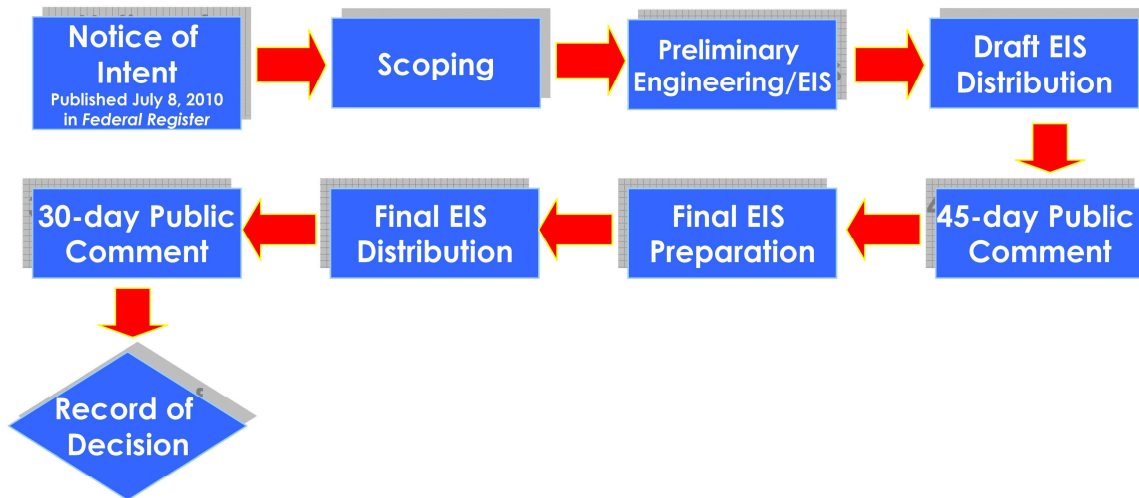 Notice of
Intent
Published July 8, 2010
in Federal Register
Scoping
Preliminary
Engineering/EIS
Draft EIS
Distribution
45-day Public
Comment
Final EIS
Preparation
Final EIS
Distribution
30-day Public
Comment
Record of
Decision